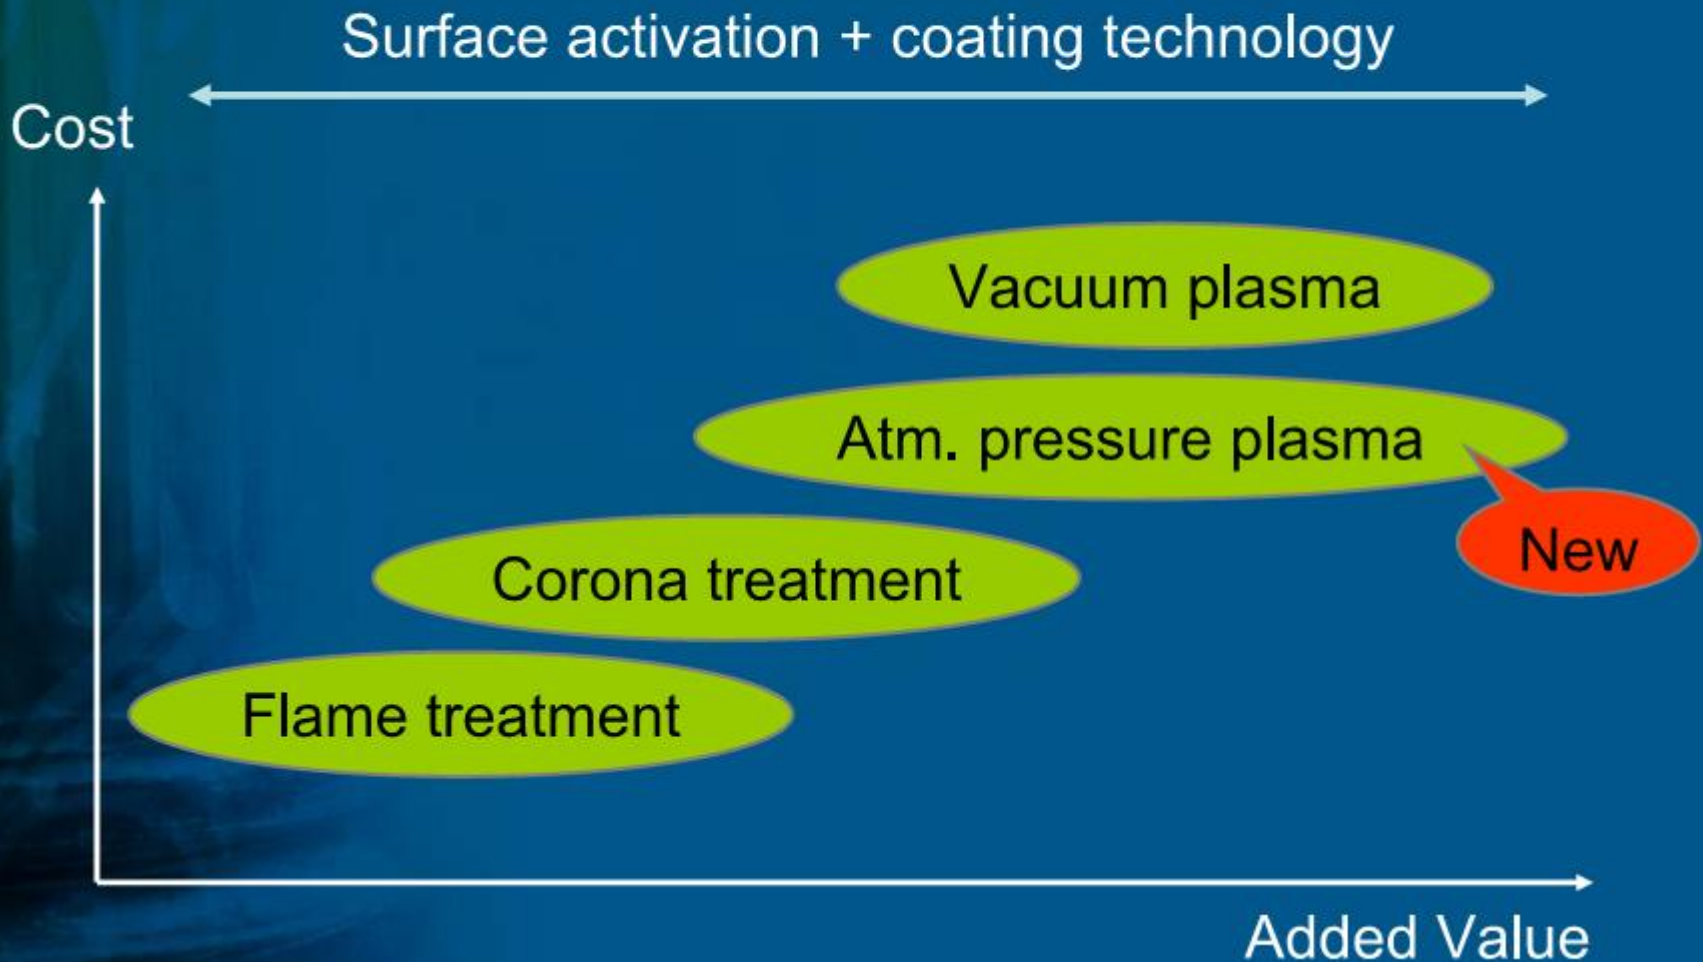 Surface activation + coating technology
Cost
Vacuum plasma
Atm. pressure plasma
New
Corona treatment
Flame treatment
Added Value